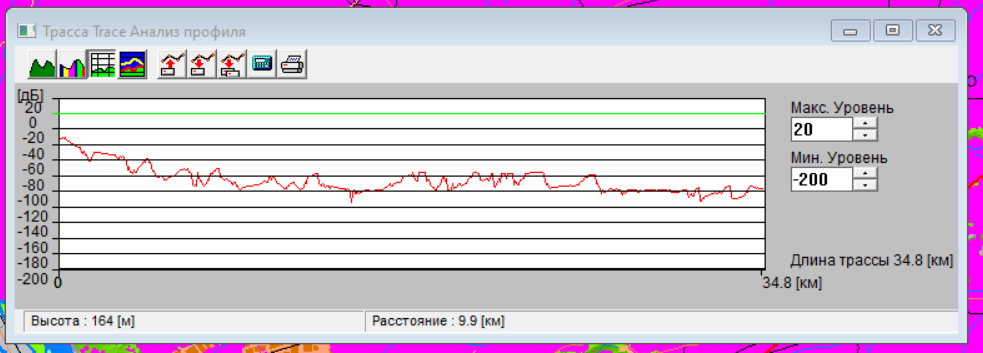 Трасса Trace Анализ профиля
[дБ]
20
0
-20
-40
-60
-80
-100
-120
-140
-160
-180
-200
0
34.8 [км]
Макс. Уровень
20
Мин. Уровень
-200
Длина трассы 34.8 [км]
Высота : 164 [м]
Расстояние : 9.9 [км]